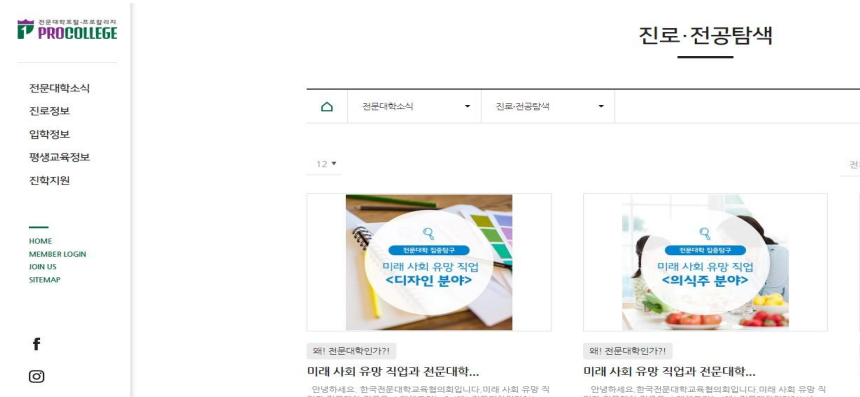 전문대학포털-프로칼리지
PROCOLLEGE
전문대학소식
진로정보
입학정보
평생교육정보
진학지원
HOME
MEMBER LOGIN
JOIN US
SITEMAP
진로·전공탐색
전문대학소식
진로·전공탐색
12
전문대학 집중탐구
미래 사회 유망 직업
<디자인 분야>
왜! 전문대학인가?!
미래 사회 유망 직업과 전문대학...
안녕하세요. 한국전문대학교육협의회입니다.미래 사회 유망 직
전문대학 집중탐구
미래 사회 유망 직업
<의식주 분야>
왜! 전문대학인가?!
미래 사회 유망 직업과 전문대학...
안녕하세요. 한국전문대학교육협의회입니다.미래 사회 유망 직